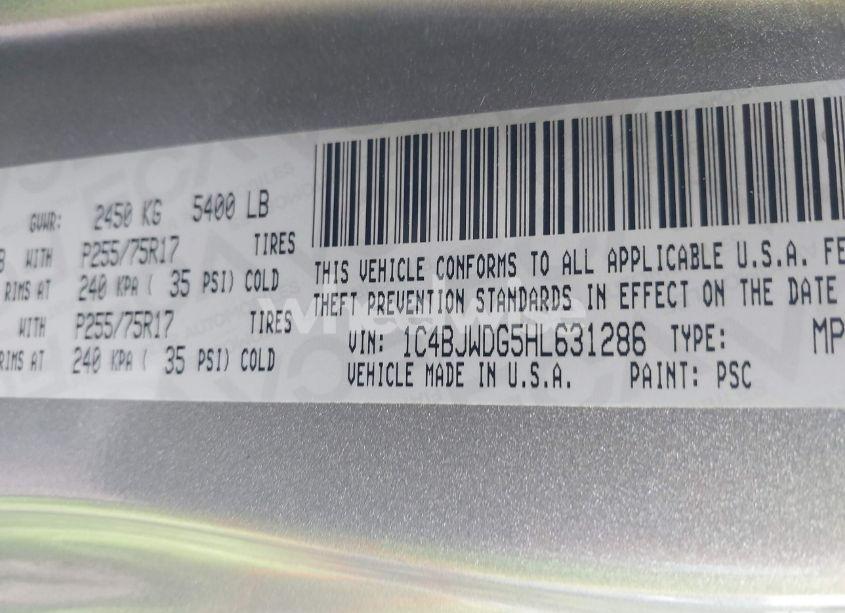 GVWR: 2450 KG 5400 LB
WITH P255/75R17 TIRES
RIMS AT 240 KPA ( 35 PSI) COLD
WITH P255/75R17 TIRES
RIMS AT 240 KPA ( 35 PSI) COLD
THIS VEHICLE CONFORMS TO ALL APPLICABLE U.S.A. FE
THEFT PREVENTION STANDARDS IN EFFECT ON THE DATE
VIN: 1C4BJWDG5HL631286 TYPE: MP
VEHICLE MADE IN U.S.A. PAINT: PSC